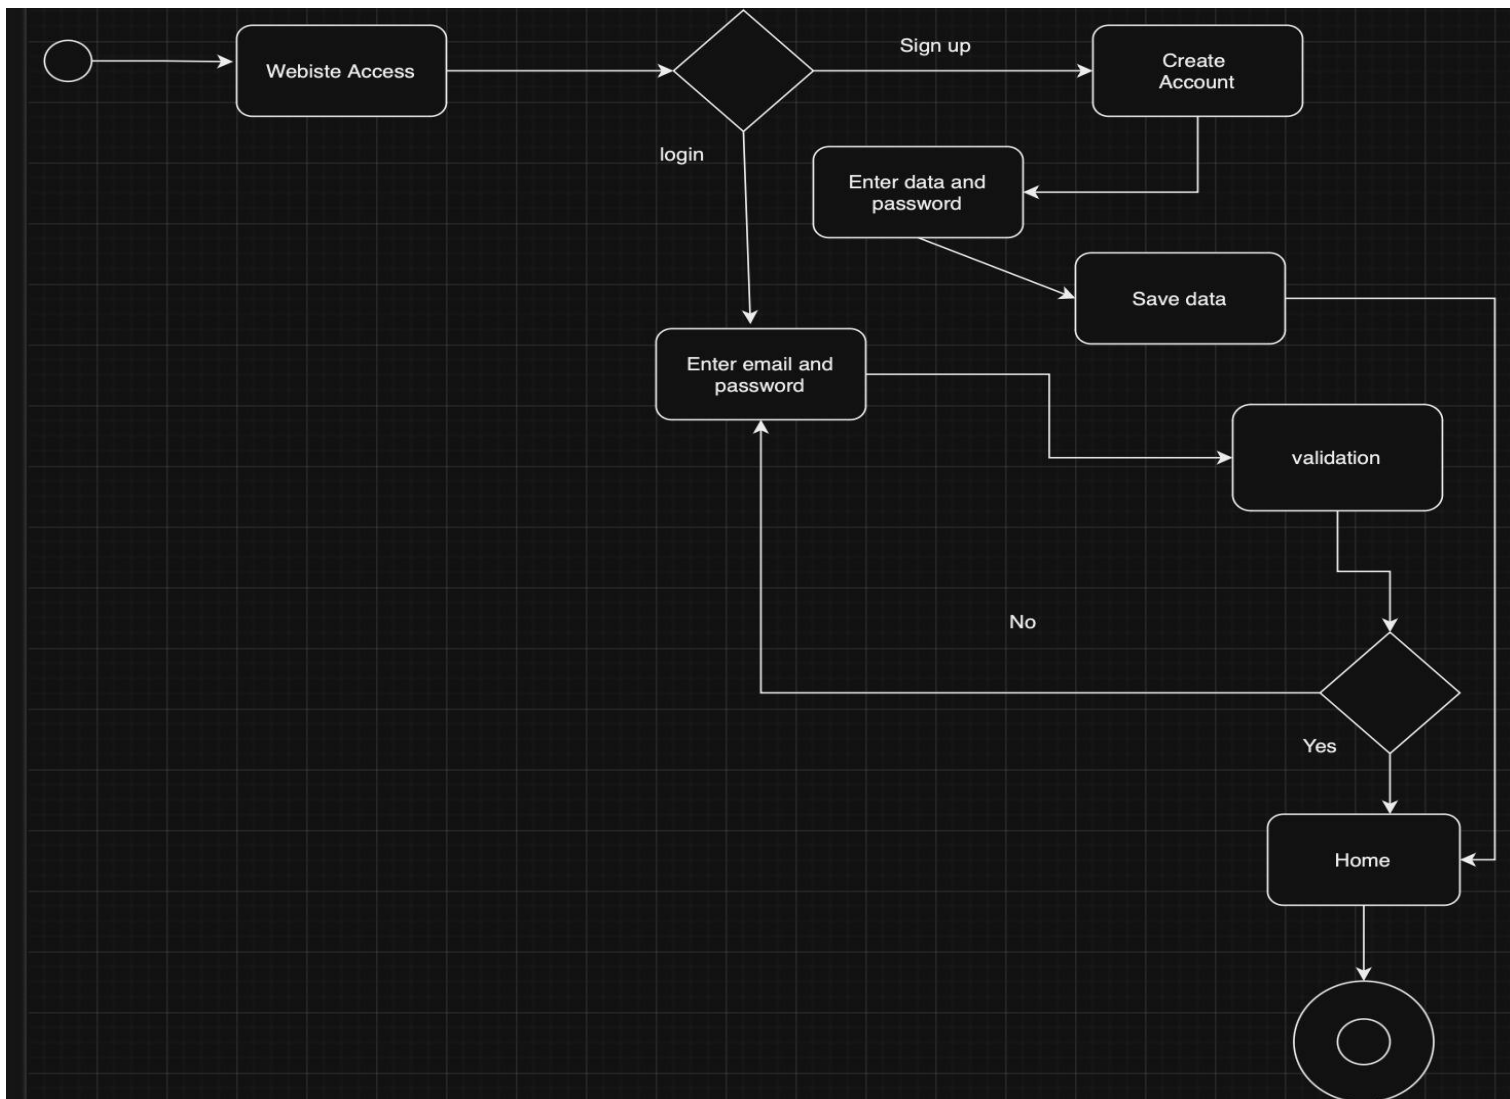 Webiste Access
Sign up
Create
Account
login
Enter data and
password
Save data
Enter email and
password
validation
No
Yes
Home